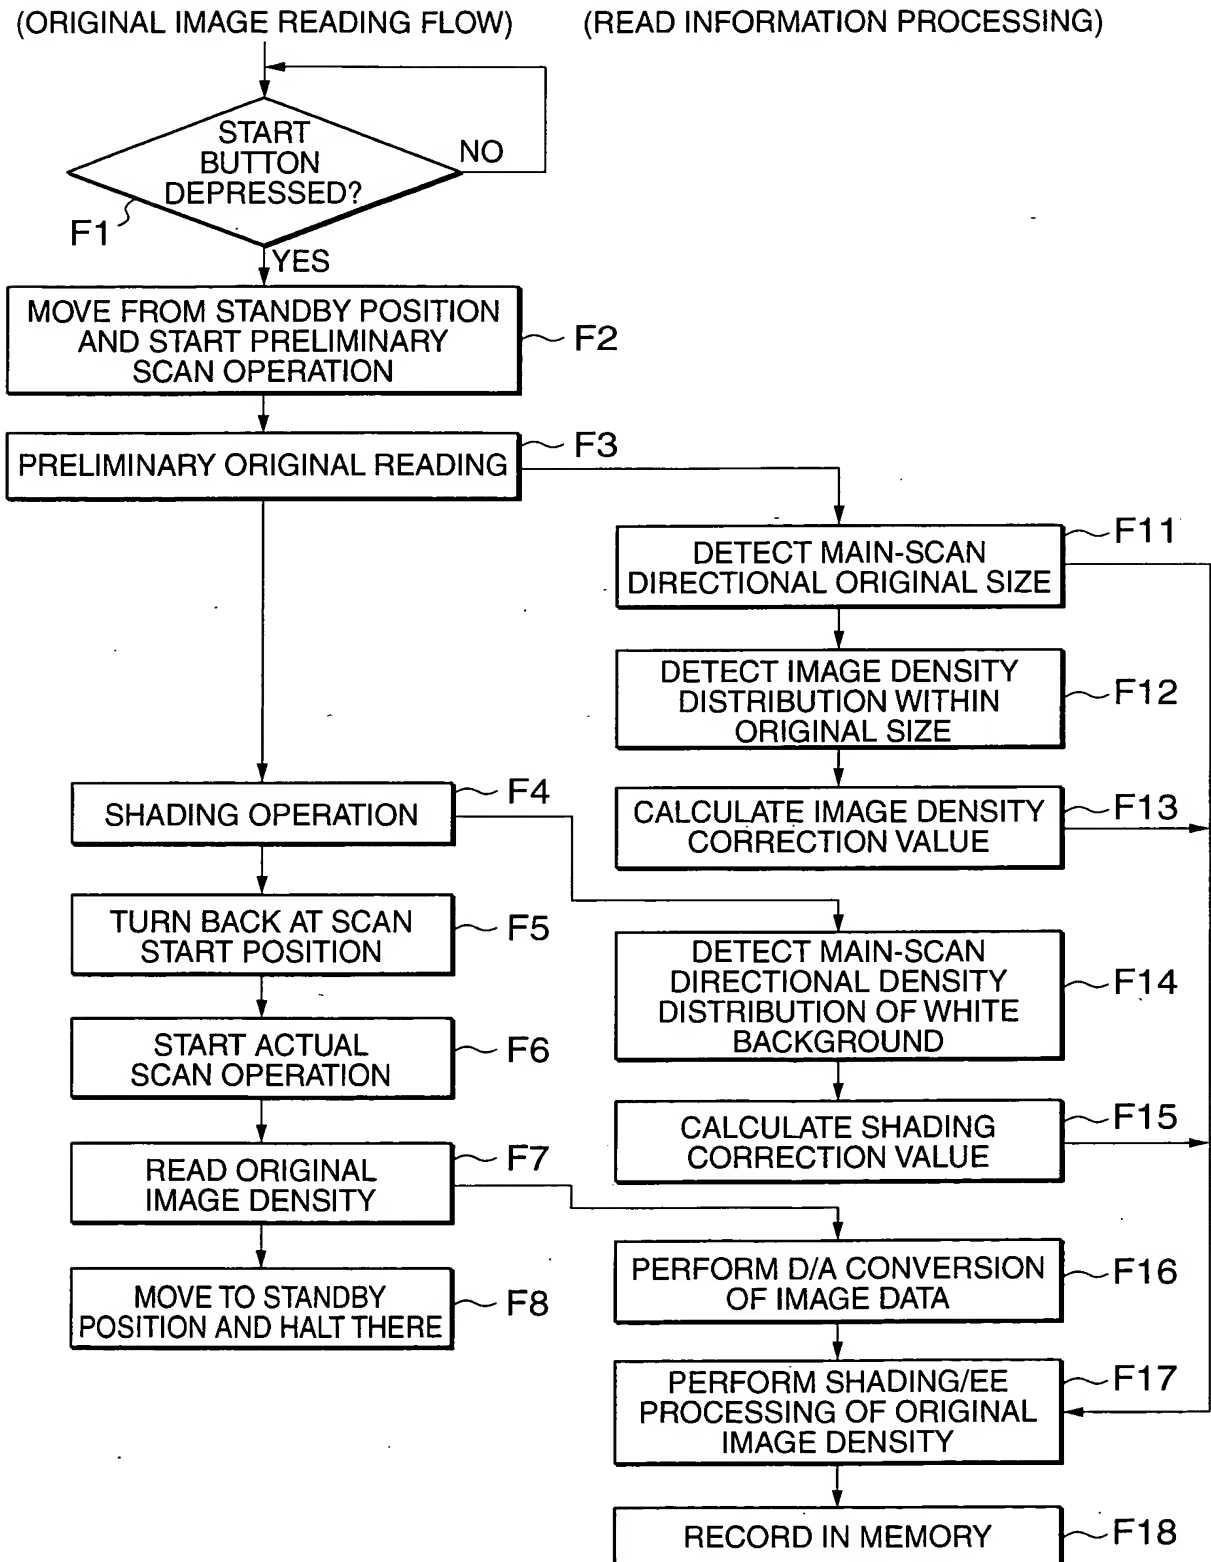 (ORIGINAL IMAGE READING FLOW)
(READ INFORMATION PROCESSING)
START
BUTTON
DEPRESSED?
NO
F1
YES
MOVE FROM STANDBY POSITION
AND START PRELIMINARY
SCAN OPERATION
F2
PRELIMINARY ORIGINAL READING
F3
DETECT MAIN-SCAN
DIRECTIONAL ORIGINAL SIZE
F11
DETECT IMAGE DENSITY
DISTRIBUTION WITHIN
ORIGINAL SIZE
F12
SHADING OPERATION
F4
CALCULATE IMAGE DENSITY
CORRECTION VALUE
F13
TURN BACK AT SCAN
START POSITION
F5
DETECT MAIN-SCAN
DIRECTIONAL DENSITY
DISTRIBUTION OF WHITE
BACKGROUND
F14
START ACTUAL
SCAN OPERATION
F6
CALCULATE SHADING
CORRECTION VALUE
F15
READ ORIGINAL
IMAGE DENSITY
F7
PERFORM D/A CONVERSION
OF IMAGE DATA
F16
MOVE TO STANDBY
POSITION AND HALT THERE
F8
PERFORM SHADING/EE
PROCESSING OF ORIGINAL
IMAGE DENSITY
F17
RECORD IN MEMORY
F18